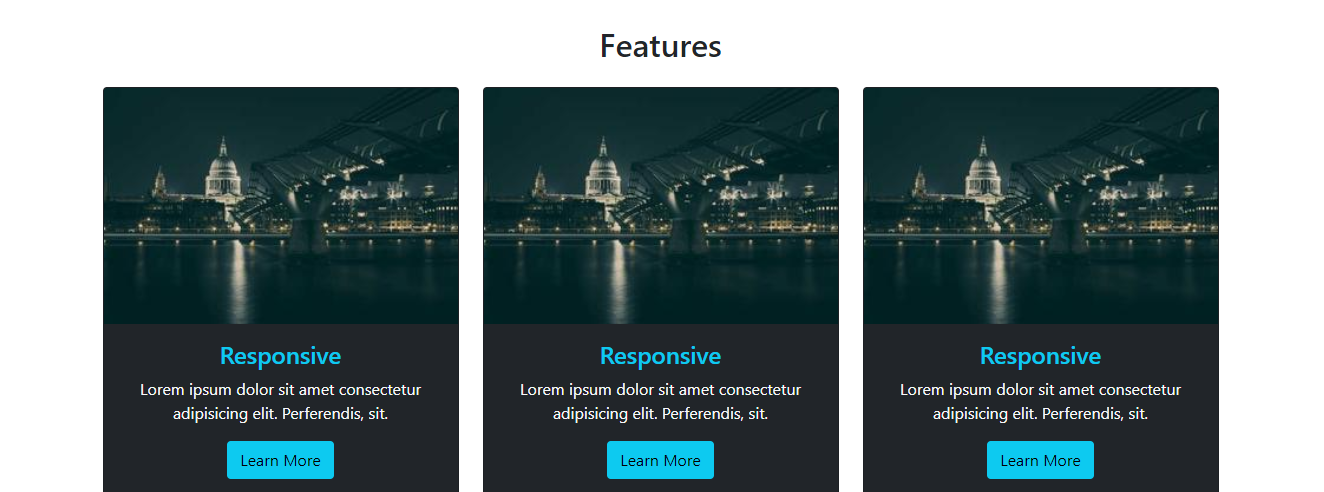 Features
Responsive
Lorem ipsum dolor sit amet consectetur
adipisicing elit. Perferendis, sit.
Learn More
Responsive
Lorem ipsum dolor sit amet consectetur
adipisicing elit. Perferendis, sit.
Learn More
Responsive
Lorem ipsum dolor sit amet consectetur
adipisicing elit. Perferendis, sit.
Learn More